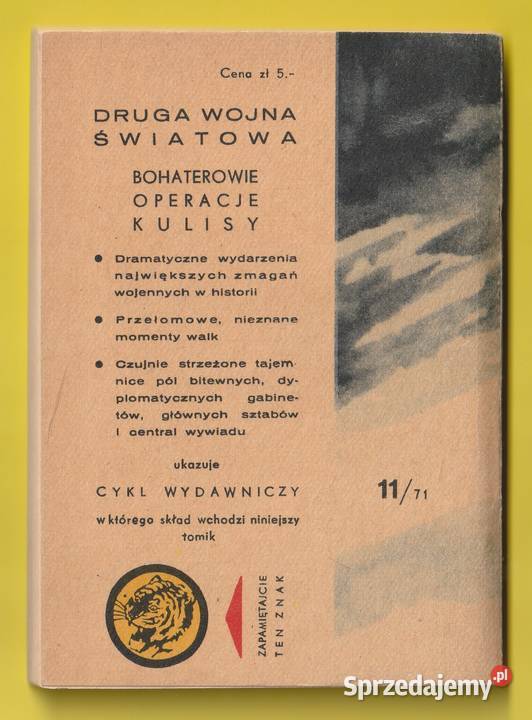 Cena zł 5.-
DRUGA WOJNA
ŚWIATOWA
BOHATEROWIE
OPERACJE
KULISY
● Dramatyczne wydarzenia
największych zmagań
wojennych w historii
● Przełomowe, nieznane
momenty walk
● Czujnie strzeżone tajem
nice pól bitewnych, dy-
plomatycznych gabine-
tów, głównych sztabów
i central wywiadu
ukazuje
CYKL WYDAWNICZY
w którego skład wchodzi niniejszy
tomik
11/71
ZAPAMIĘTAJCIE
TEN ZNAK
Sprzedajemy.pl